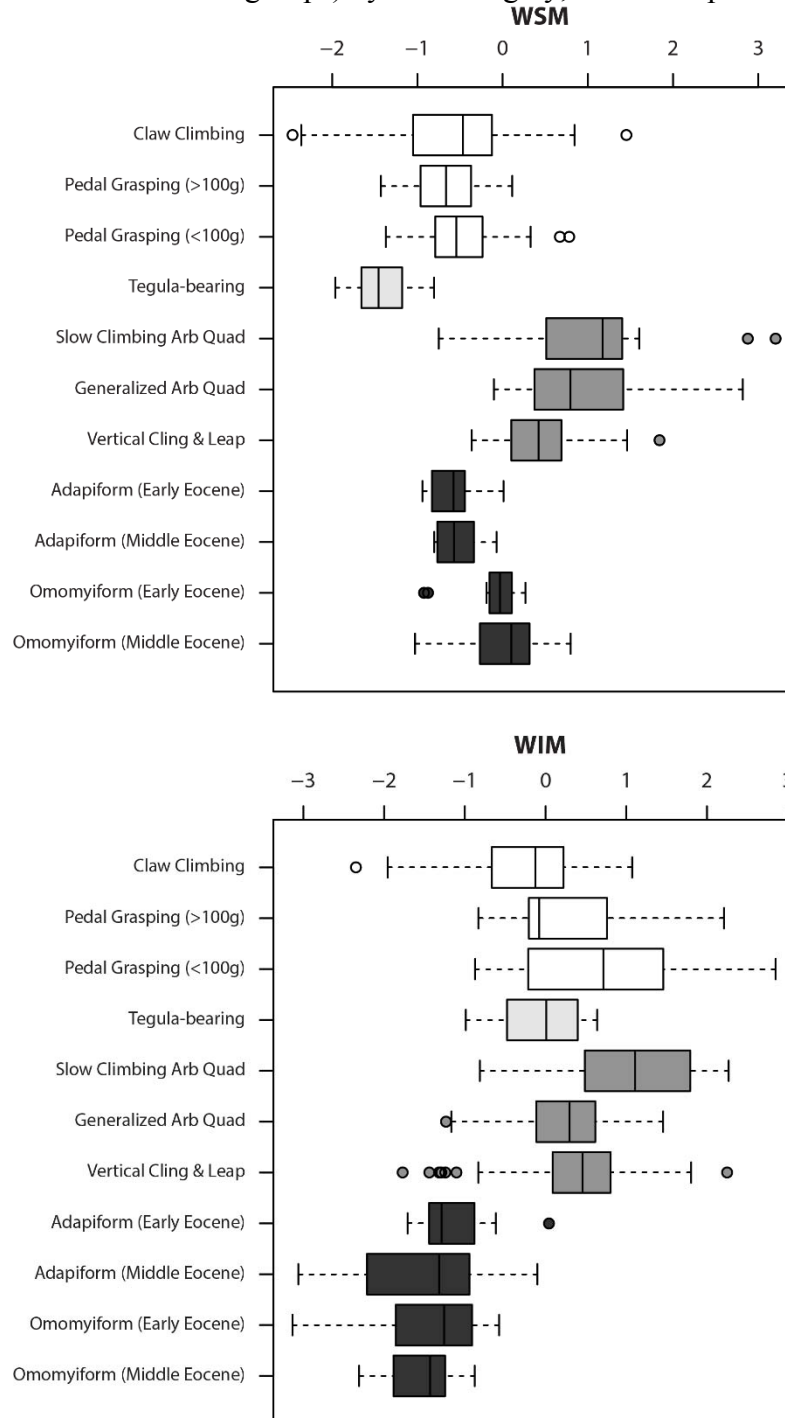 WSM
−2 −1 0 1 2 3
Claw Climbing
Pedal Grasping (>100g)
Pedal Grasping (<100g)
Tegula-bearing
Slow Climbing Arb Quad
Generalized Arb Quad
Vertical Cling & Leap
Adapiform (Early Eocene)
Adapiform (Middle Eocene)
Omomyiform (Early Eocene)
Omomyiform (Middle Eocene)
WIM
−3 −2 −1 0 1 2 3
Claw Climbing
Pedal Grasping (>100g)
Pedal Grasping (<100g)
Tegula-bearing
Slow Climbing Arb Quad
Generalized Arb Quad
Vertical Cling & Leap
Adapiform (Early Eocene)
Adapiform (Middle Eocene)
Omomyiform (Early Eocene)
Omomyiform (Middle Eocene)